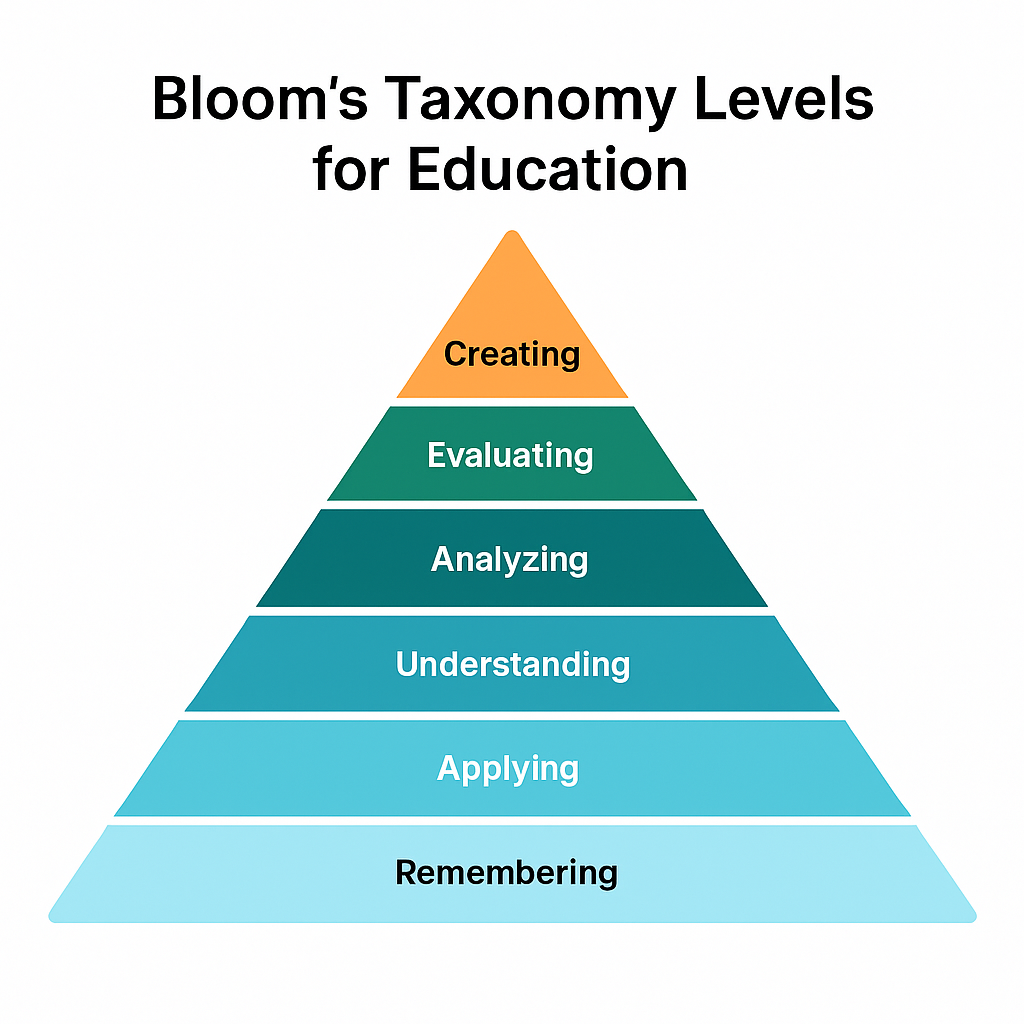 Bloom's Taxonomy Levels
for Education
Creating
Evaluating
Analyzing
Understanding
Applying
Remembering